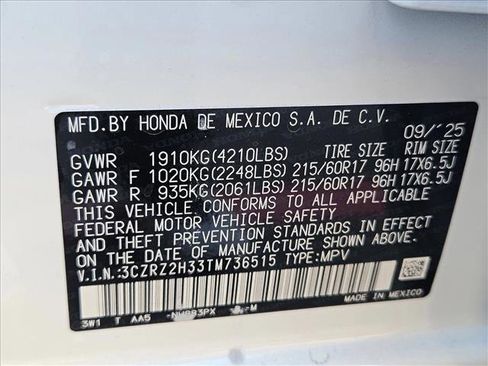 MFD.BY HONDA DE MEXICO S.A. DE C.V. 09/'25
GVWR 1910KG(4210LBS) TIRE SIZE RIM SIZE
GAWR F 1020KG(2248LBS) 215/60R17 96H 17X6.5J
GAWR R 935KG(2061LBS) 215/60R17 96H 17X6.5J
THIS VEHICLE CONFORMS TO ALL APPLICABLE
FEDERAL MOTOR VEHICLE SAFETY
AND THEFT PREVENTION STANDARDS IN EFFECT
ON THE DATE OF MANUFACTURE SHOWN ABOVE.
V.I.N.:3CZRZ2H33TM736515 TYPE:MPV
3W1 T AA5
MADE IN MEXICO